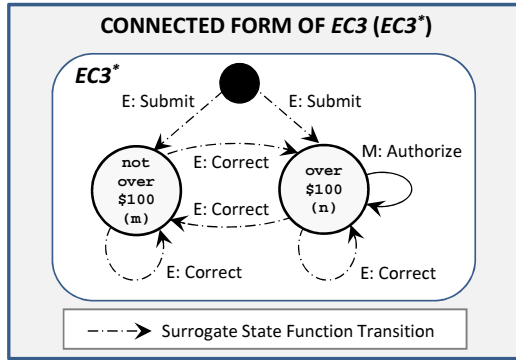 CONNECTED FORM OF EC3 (EC3*)
EC3*
E: Submit
E: Submit
M: Authorize
E: Correct
not
over
$100
(m)
over
$100
(n)
E: Correct
E: Correct
E: Correct
Surrogate State Function Transition